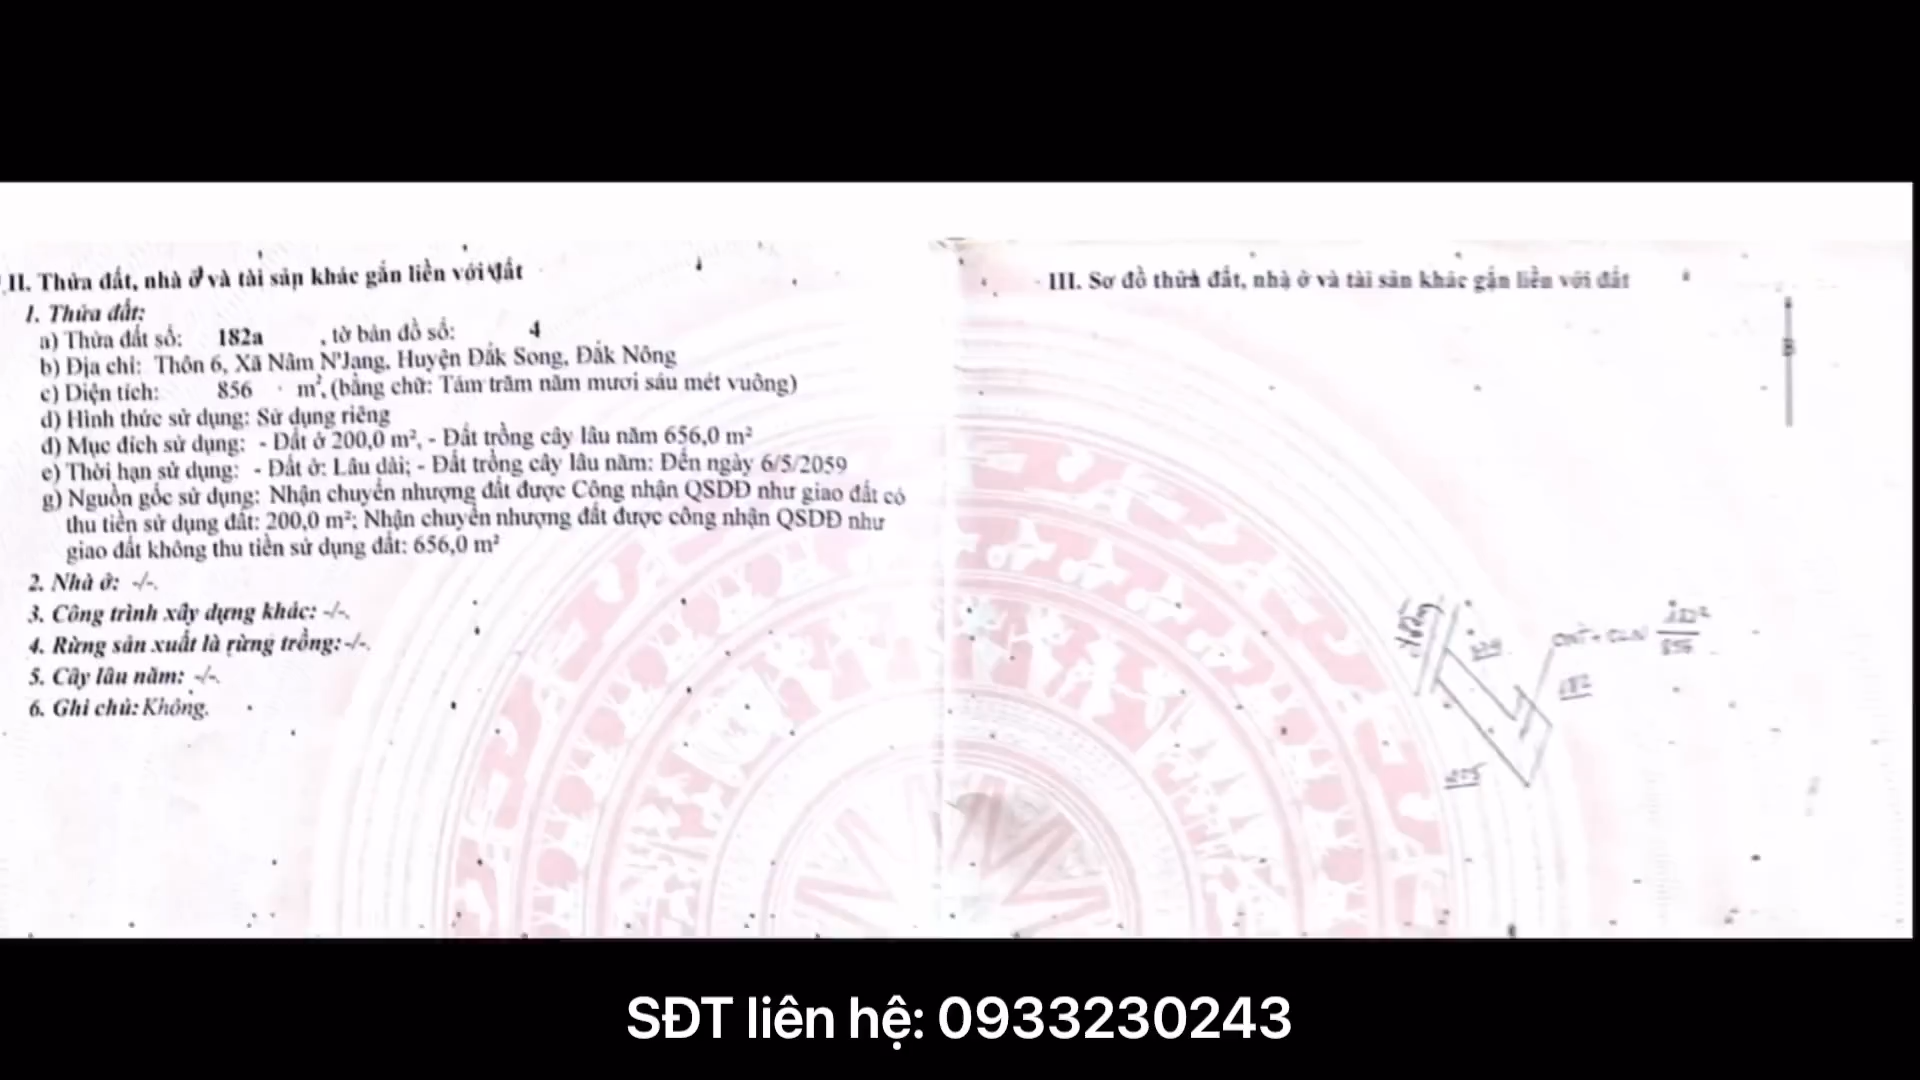 II. Thửa đất, nhà ở và tài sản khác gắn liền với đất
1. Thửa đất:
a) Thửa đất số: 182a , tờ bản đồ số: 4
b) Địa chỉ: Thôn 6, Xã Nâm N'Jang, Huyện Đắk Song, Đắk Nông
c) Diện tích: 856 m², (bằng chữ: Tám trăm năm mươi sáu mét vuông)
d) Hình thức sử dụng: Sử dụng riêng
đ) Mục đích sử dụng: - Đất ở 200,0 m², - Đất trồng cây lâu năm 656,0 m²
e) Thời hạn sử dụng: - Đất ở: Lâu dài; - Đất trồng cây lâu năm: Đến ngày 6/5/2059
g) Nguồn gốc sử dụng: Nhận chuyển nhượng đất được Công nhận QSDĐ như giao đất có
thu tiền sử dụng đất: 200,0 m²; Nhận chuyển nhượng đất được công nhận QSDĐ như
giao đất không thu tiền sử dụng đất: 656,0 m²
2. Nhà ở: -/-.
3. Công trình xây dựng khác: -/-.
4. Rừng sản xuất là rừng trồng: -/-.
5. Cây lâu năm: -/-.
6. Ghi chú: Không.
III. Sơ đồ thửa đất, nhà ở và tài sản khác gắn liền với đất
B
SĐT liên hệ: 0933230243